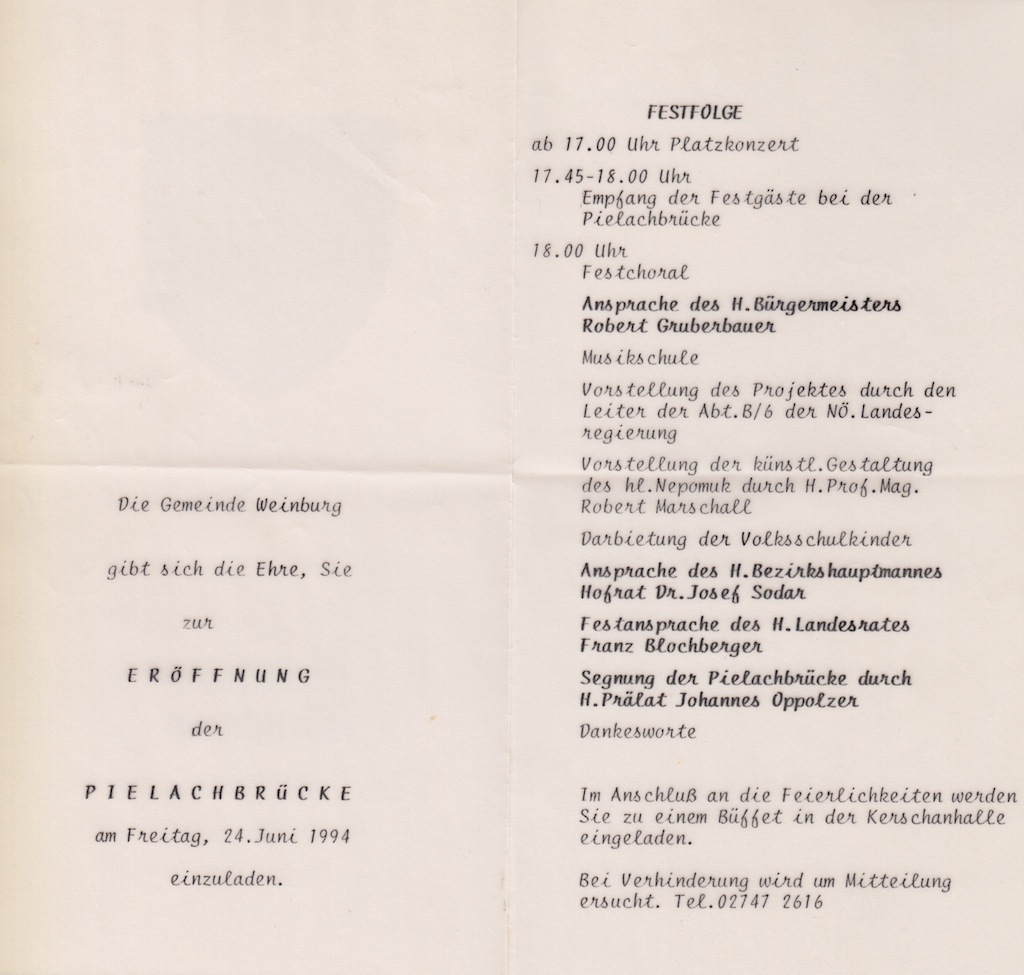 Die Gemeinde Weinburg
gibt sich die Ehre, Sie
zur
ERÖFFNUNG
der
PIELACHBRÜCKE
am Freitag, 24.Juni 1994
einzuladen.
FESTFOLGE
ab 17.00 Uhr Platzkonzert
17.45-18.00 Uhr
Empfang der Festgäste bei der
Pielachbrücke
18.00 Uhr
Festchoral
Ansprache des H.Bürgermeisters
Robert Gruberbauer
Musikschule
Vorstellung des Projektes durch den
Leiter der Abt.B/6 der NÖ.Landes-
regierung
Vorstellung der künstl.Gestaltung
des hl.Nepomuk durch H.Prof.Mag.
Robert Marschall
Darbietung der Volksschulkinder
Ansprache des H.Bezirkshauptmannes
Hofrat Dr.Josef Sodar
Festansprache des H.Landesrates
Franz Blochberger
Segnung der Pielachbrücke durch
H.Prälat Johannes Oppolzer
Dankesworte
Im Anschluß an die Feierlichkeiten werden
Sie zu einem Büffet in der Kerschanhalle
eingeladen.
Bei Verhinderung wird um Mitteilung
ersucht. Tel.02747 2616